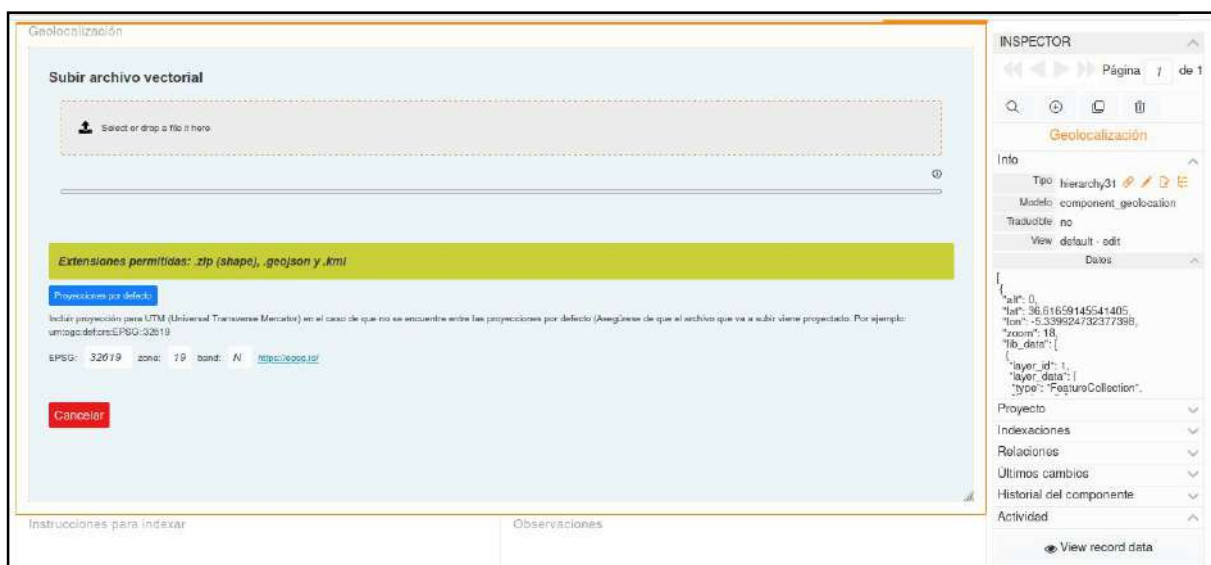 Geolocalización
Subir archivo vectorial
Select or drop a file it here
Extensiones permitidas: .zip (shape), .geojson y .kml
Proyecciones por defecto
Incluir proyección para UTM (Universal Transverse Mercator) en el caso de que no se encuentre entre las proyecciones por defecto (Asegúrese de que el archivo que va a subir viene proyectado. Por ejemplo:
urn:ogc:def:crs:EPSG::32619
EPSG: 32619 zona: 19 band: N https://epsg.io/
Cancelar
Instrucciones para indexar
Observaciones
INSPECTOR
Página 1 de 1
Geolocalización
Info
Tipo hierarchy31
Modelo component_geolocation
Traducible no
View default - edit
Datos
[
{
"alt": 0,
"lat": 36.61659145541405,
"lon": -5.339924732377398,
"zoom": 18,
"lib_data": [
{
"layer_id": 1,
"layer_data": {
"type": "FeatureCollection",
Proyecto
Indexaciones
Relaciones
Últimos cambios
Historial del componente
Actividad
View record data